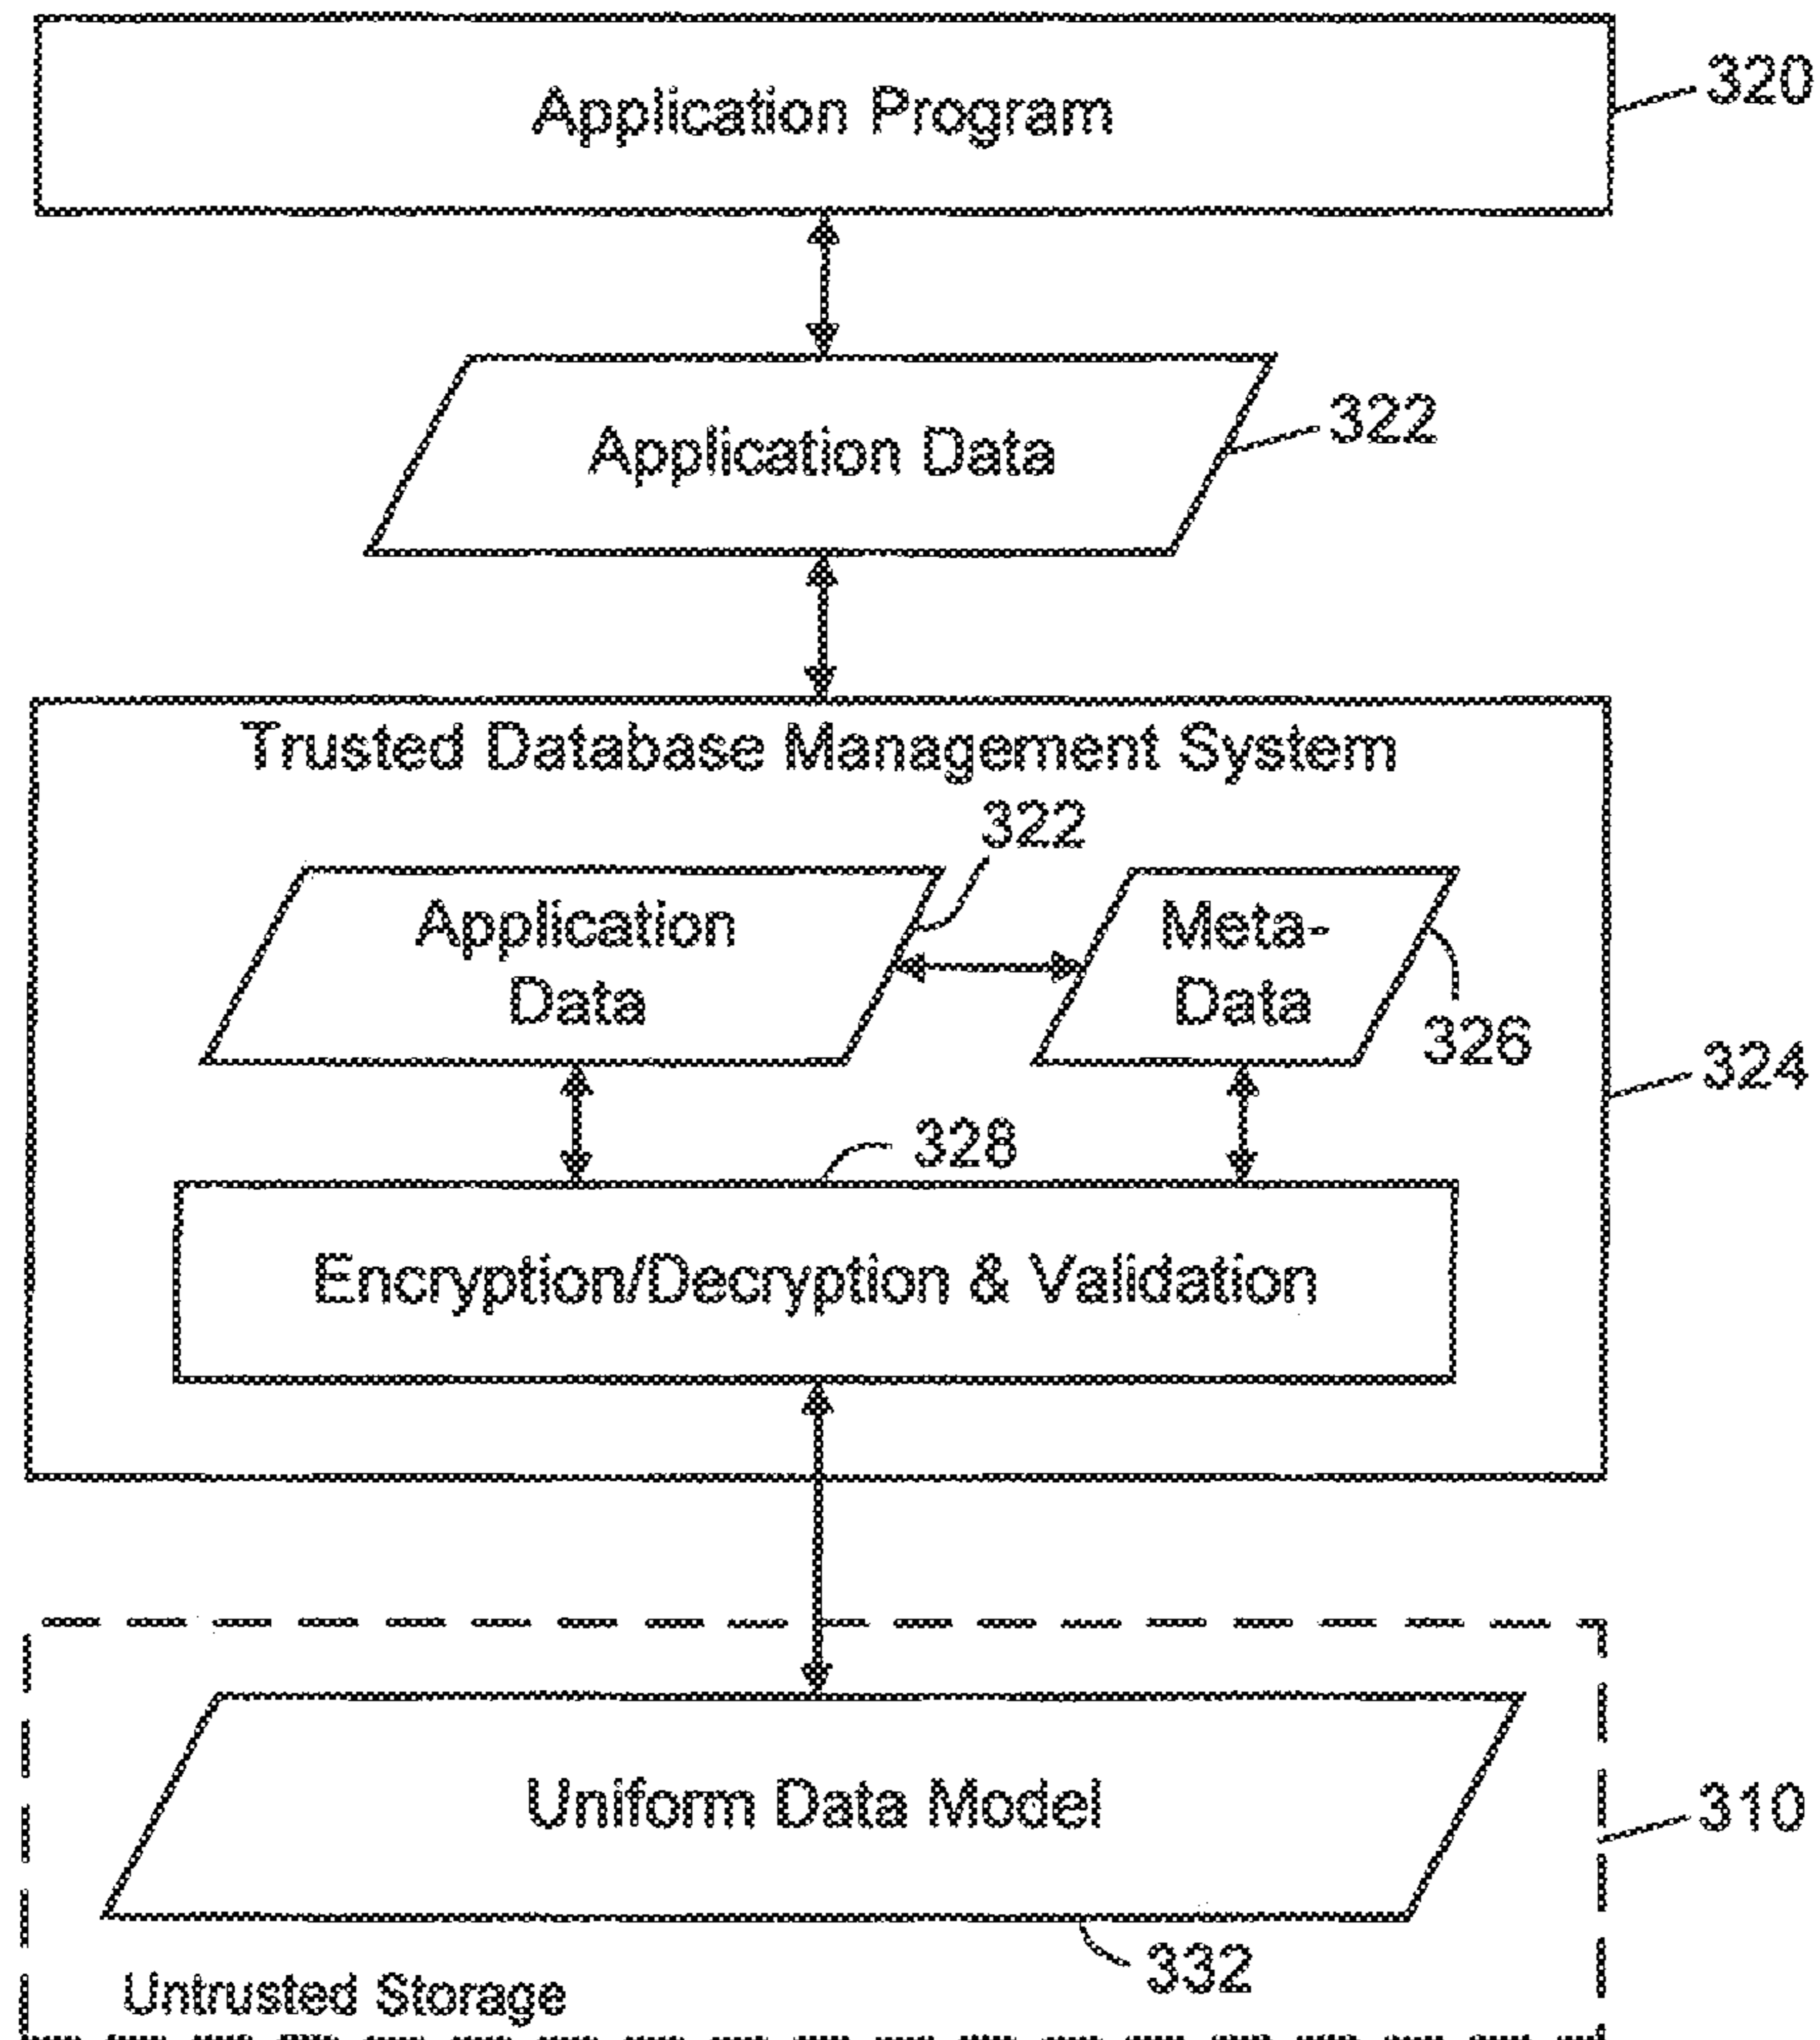 Application Program
320
Application Data
322
Trusted Database Management System
322
Application
Data
Meta-
Data
326
324
328
Encryption/Decryption & Validation
Uniform Data Model
310
332
Untrusted Storage